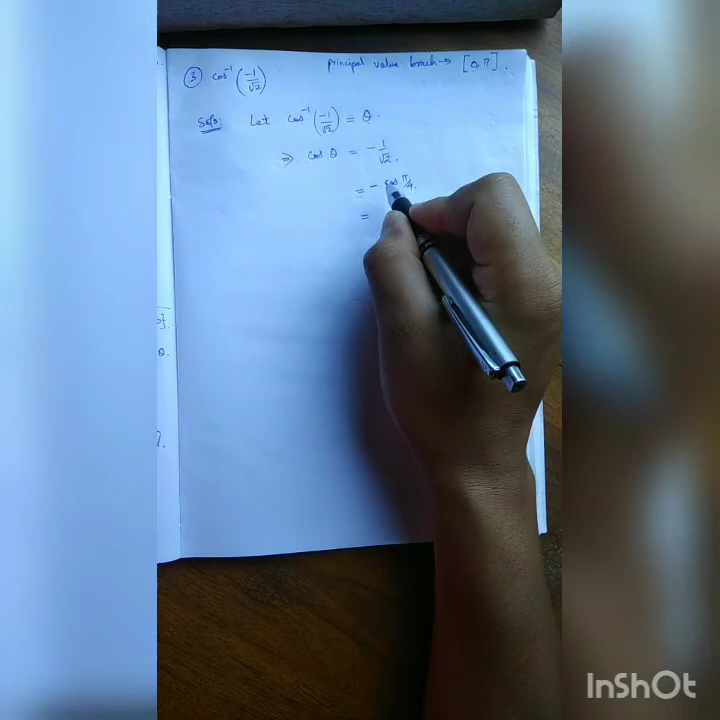 ③ cos⁻¹(-1/√2) principal value brach → [0, π].
Soln: Let cos⁻¹(-1/√2) = θ.
⇒ cos θ = -1/√2.
= - cos π/4.
=
o}.
θ.
InShOt